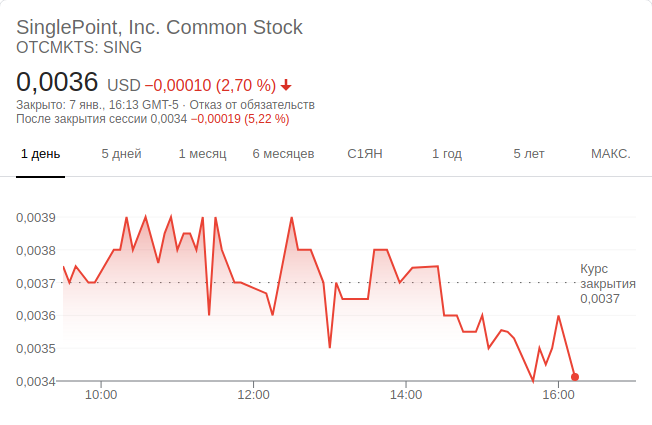 SinglePoint, Inc. Common Stock
OTCMKTS: SING
0,0036 USD −0,00010 (2,70 %)
Закрыто: 7 янв., 16:13 GMT-5 · Отказ от обязательств
После закрытия сессии 0,0034 −0,00019 (5,22 %)
1 день 5 дней 1 месяц 6 месяцев С1ЯН 1 год 5 лет МАКС.
0,0039
0,0038
0,0037
0,0036
0,0035
0,0034
Курс
закрытия
0,0037
10:00 12:00 14:00 16:00